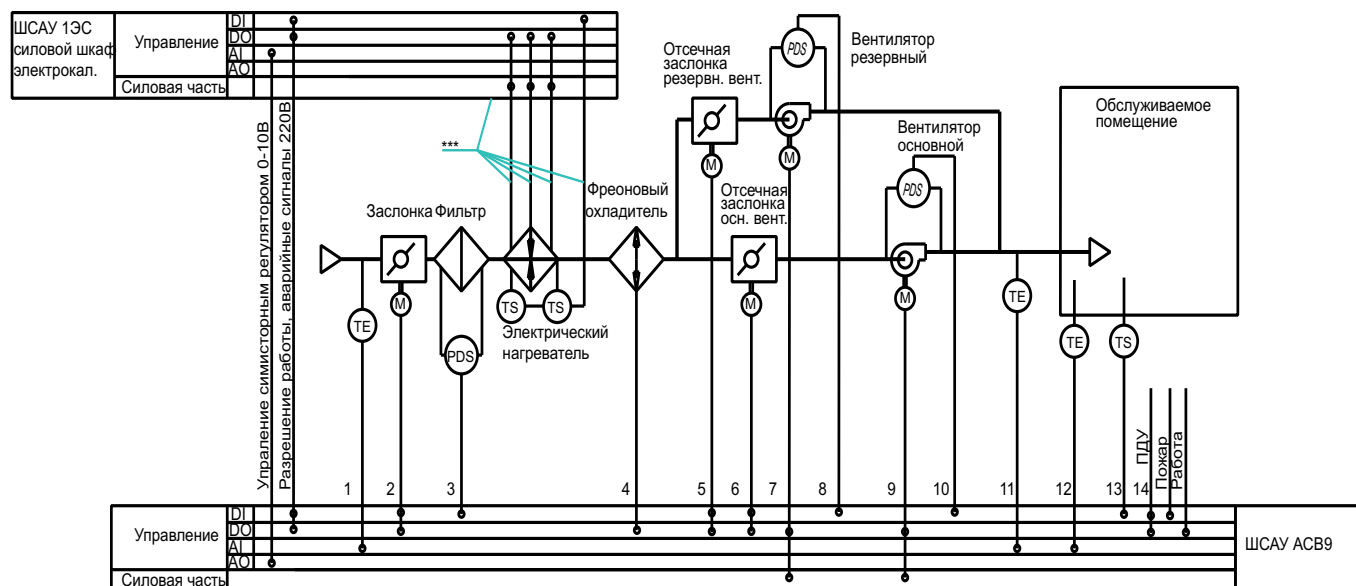 ШСАУ 1ЭС
силовой шкаф
электрокал.
Управление
Силовая часть
DI
DO
AI
AO
Упраление симисторным регулятором 0-10В
Разрешение работы, аварийные сигналы 220В
***
Заслонка
Фильтр
Фреоновый
охладитель
Отсечная
заслонка
резервн. вент.
Вентилятор
резервный
Отсечная
заслонка
осн. вент.
Вентилятор
основной
Обслуживаемое
помещение
PDS
PDS
M
M
M
M
M
TE
TS
TS
PDS
Электрический
нагреватель
TE
TE
TS
ПДУ
Пожар
Работа
1
2
3
4
5
6
7
8
9
10
11
12
13
14
Управление
Силовая часть
DI
DO
AI
AO
ШСАУ АСВ9